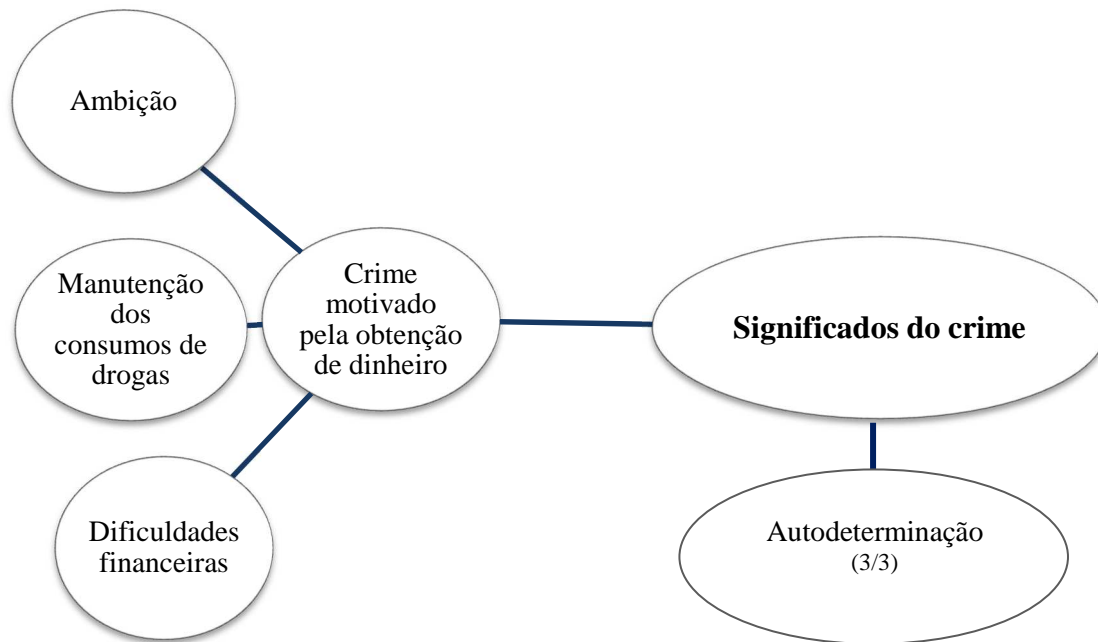 Ambição
Manutenção
dos
consumos de
drogas
Dificuldades
financeiras
Crime
motivado
pela obtenção
de dinheiro
Significados do crime
Autodeterminação
(3/3)